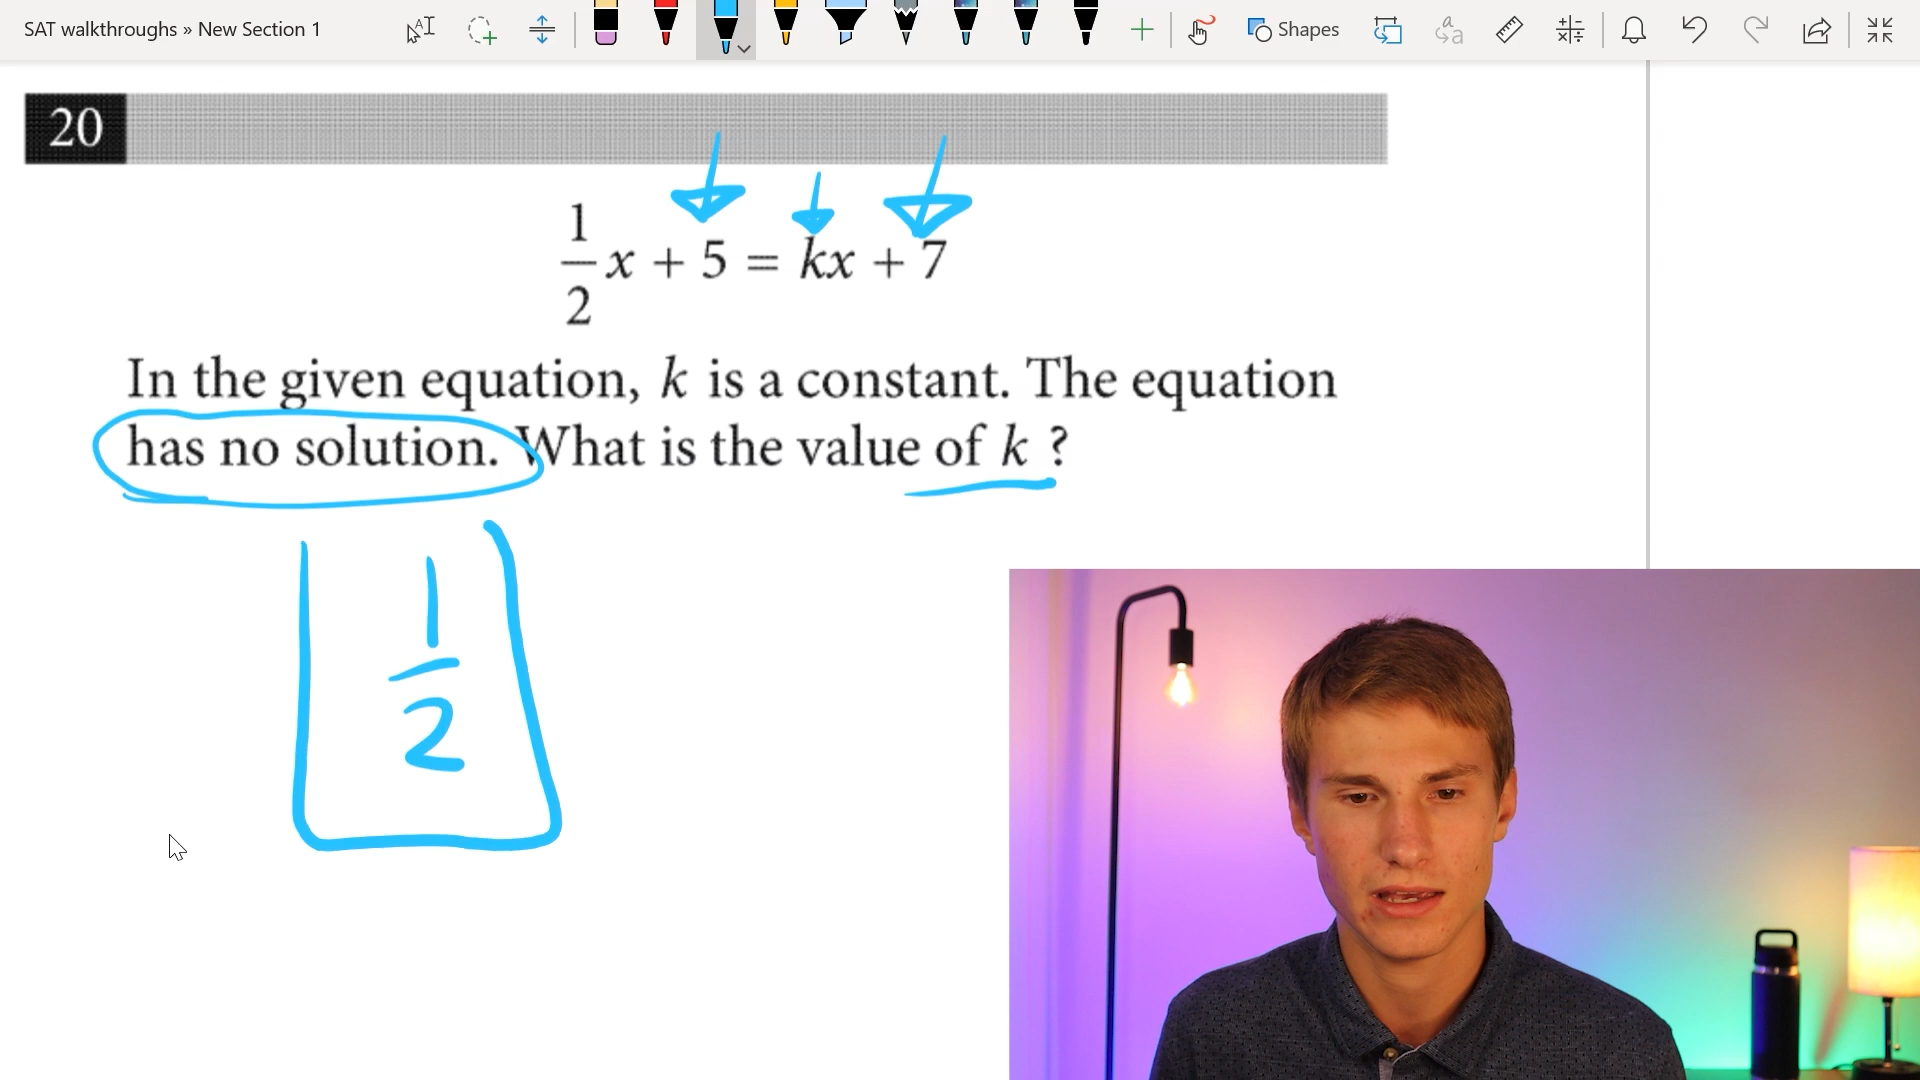 SAT walkthroughs » New Section 1
Shapes
20
1/2 x + 5 = kx + 7
In the given equation, k is a constant. The equation
has no solution. What is the value of k ?
1
2